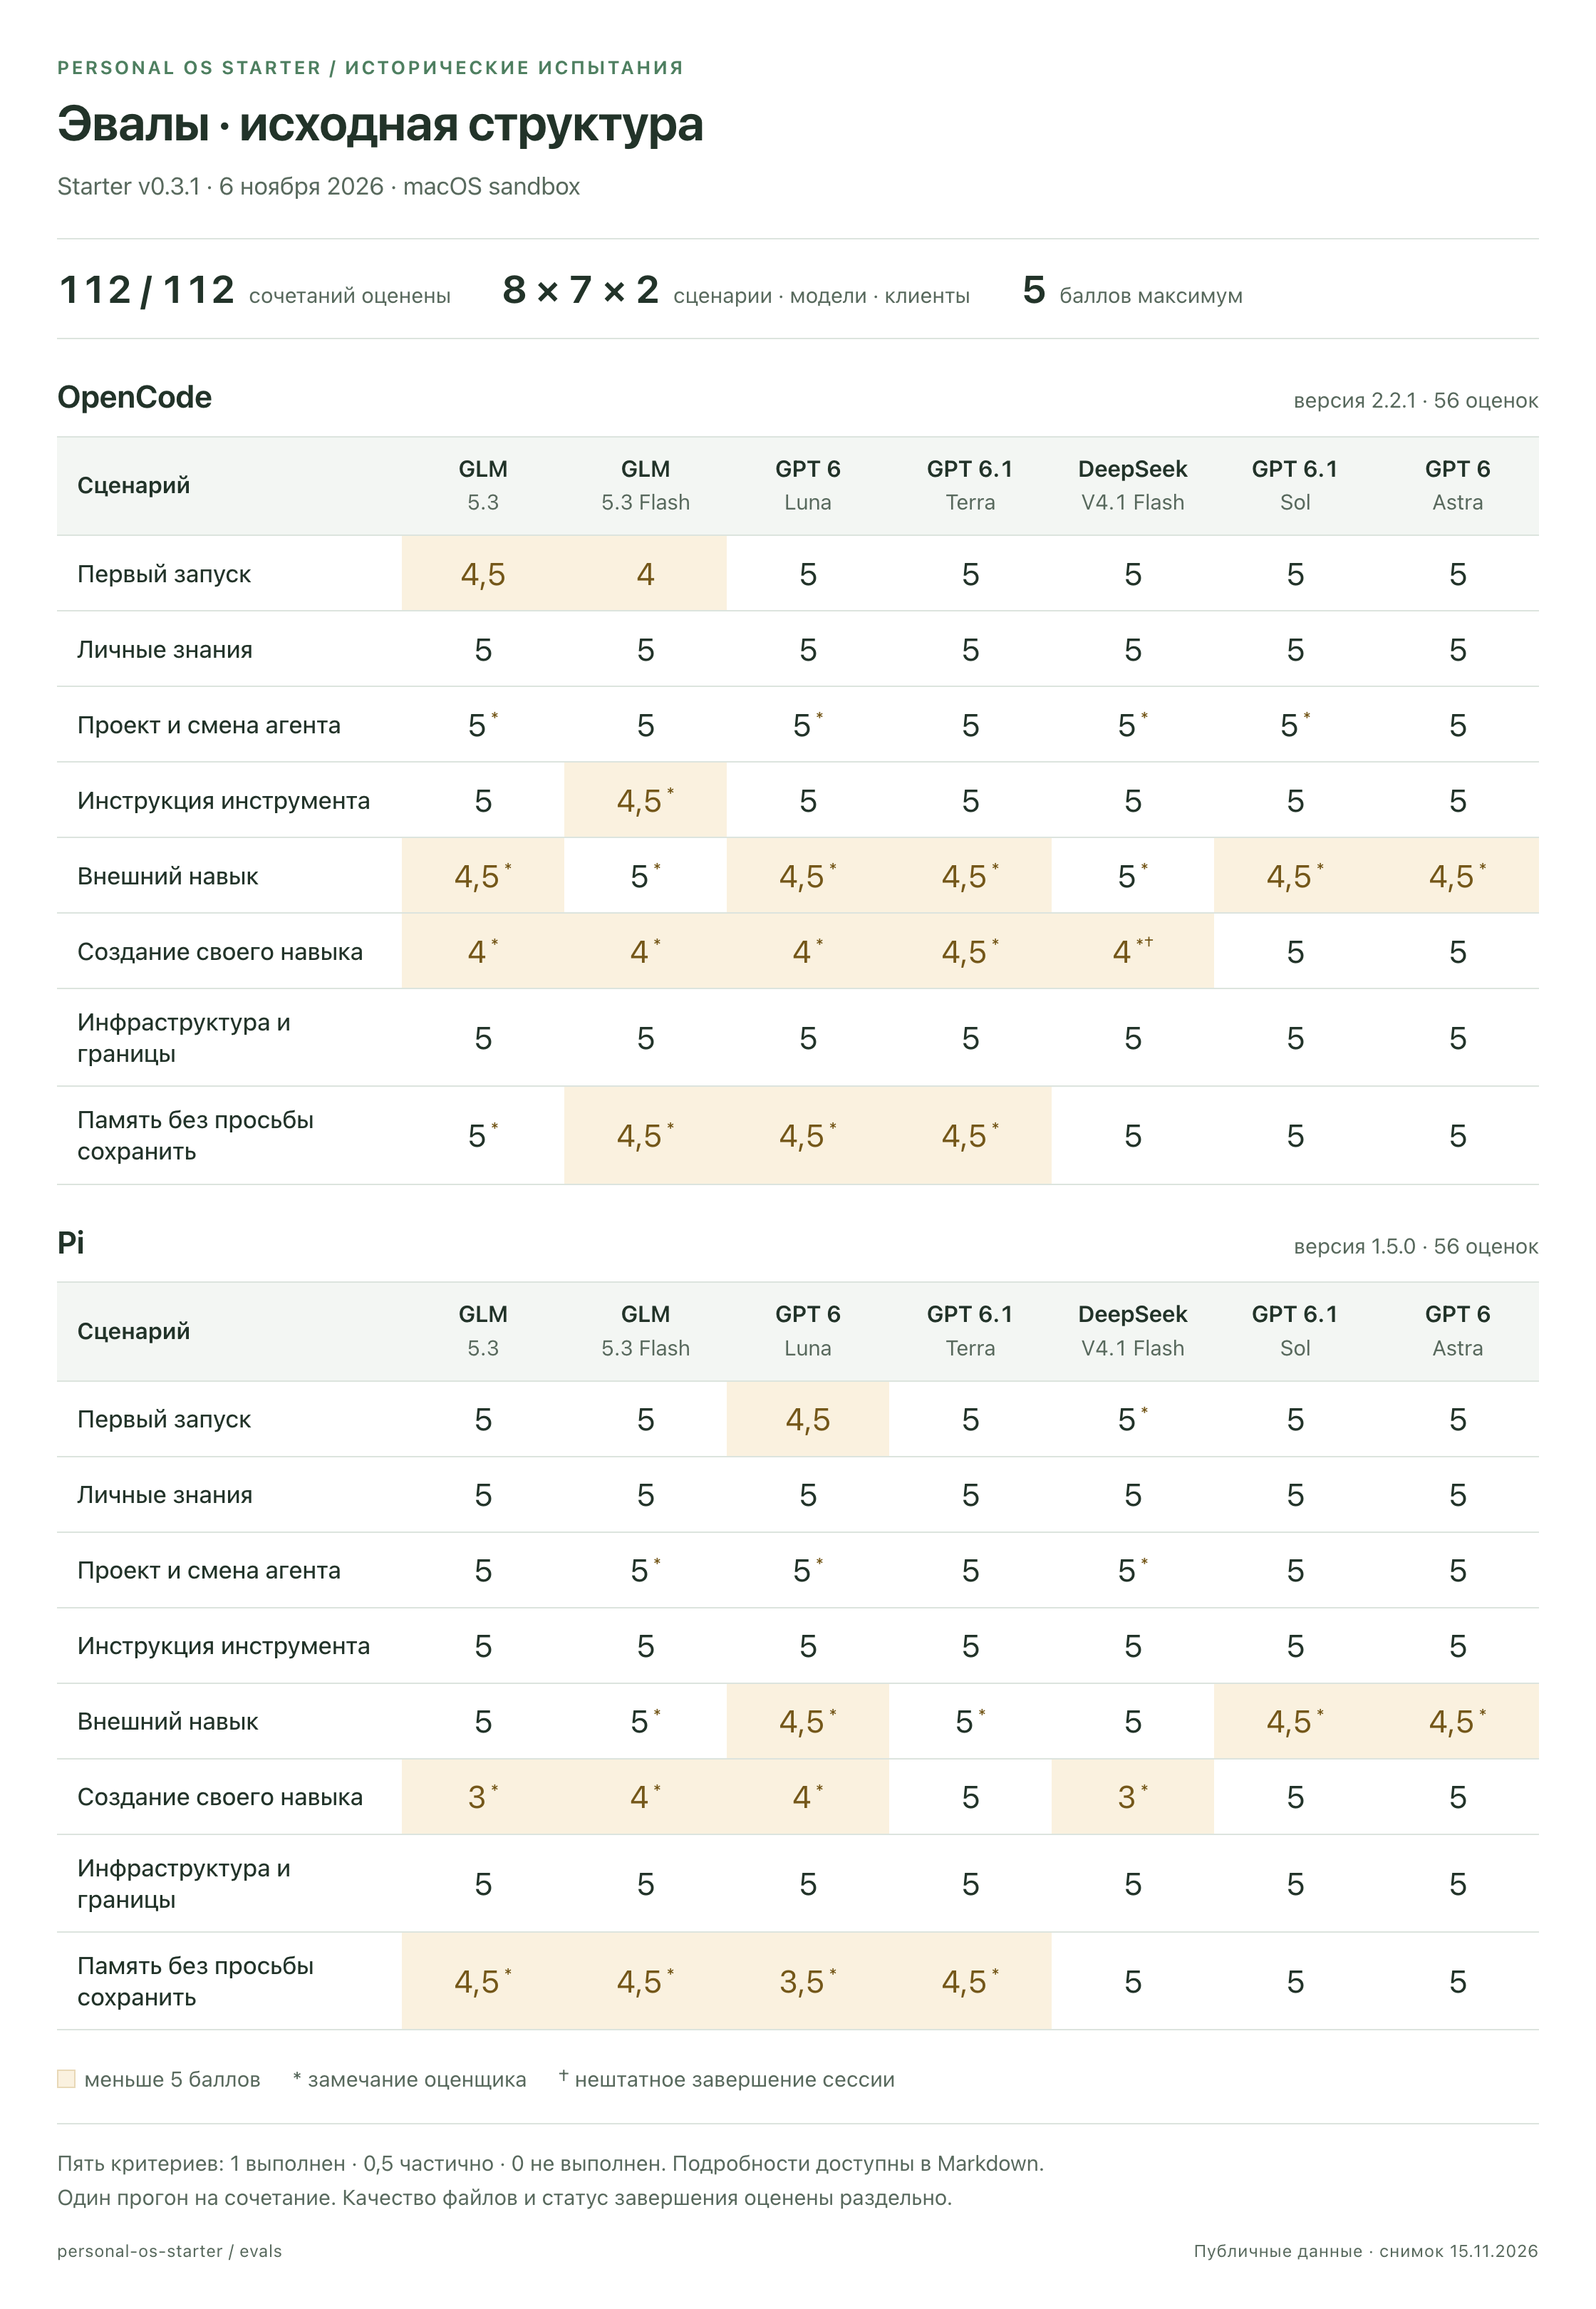 PERSONAL OS STARTER / ИСТОРИЧЕСКИЕ ИСПЫТАНИЯ
Эвалы · исходная структура
Starter v0.3.1 · 6 ноября 2026 · macOS sandbox
112 / 112 сочетаний оценены 8 × 7 × 2 сценарии · модели · клиенты 5 баллов максимум
OpenCode версия 2.2.1 · 56 оценок
Сценарий GLM 5.3 GLM 5.3 Flash GPT 6 Luna GPT 6.1 Terra DeepSeek V4.1 Flash GPT 6.1 Sol GPT 6 Astra
Первый запуск 4,5 4 5 5 5 5 5
Личные знания 5 5 5 5 5 5 5
Проект и смена агента 5* 5 5* 5 5* 5* 5
Инструкция инструмента 5 4,5* 5 5 5 5 5
Внешний навык 4,5* 5* 4,5* 4,5* 5* 4,5* 4,5*
Создание своего навыка 4* 4* 4* 4,5* 4*† 5 5
Инфраструктура и
границы 5 5 5 5 5 5 5
Память без просьбы
сохранить 5* 4,5* 4,5* 4,5* 5 5 5
Pi версия 1.5.0 · 56 оценок
Сценарий GLM 5.3 GLM 5.3 Flash GPT 6 Luna GPT 6.1 Terra DeepSeek V4.1 Flash GPT 6.1 Sol GPT 6 Astra
Первый запуск 5 5 4,5 5 5* 5 5
Личные знания 5 5 5 5 5 5 5
Проект и смена агента 5 5* 5* 5 5* 5 5
Инструкция инструмента 5 5 5 5 5 5 5
Внешний навык 5 5* 4,5* 5* 5 4,5* 4,5*
Создание своего навыка 3* 4* 4* 5 3* 5 5
Инфраструктура и
границы 5 5 5 5 5 5 5
Память без просьбы
сохранить 4,5* 4,5* 3,5* 4,5* 5 5 5
меньше 5 баллов * замечание оценщика † нештатное завершение сессии
Пять критериев: 1 выполнен · 0,5 частично · 0 не выполнен. Подробности доступны в Markdown.
Один прогон на сочетание. Качество файлов и статус завершения оценены раздельно.
personal-os-starter / evals Публичные данные · снимок 15.11.2026